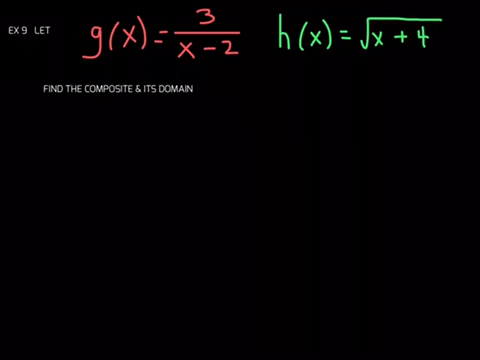 EX 9 LET g(x) = 3/(x - 2) h(x) = √(x + 4)
FIND THE COMPOSITE & ITS DOMAIN